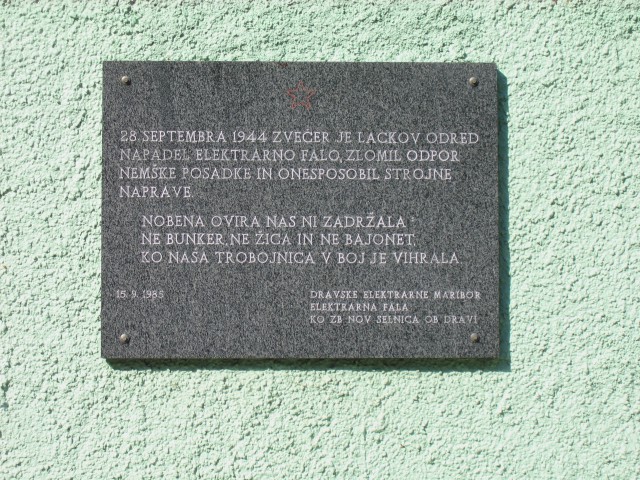 28. SEPTEMBRA 1944 ZVEČER JE LACKOV ODRED
NAPADEL ELEKTRARNO FALO, ZLOMIL ODPOR
NEMŠKE POSADKE IN ONESPOSOBIL STROJNE
NAPRAVE.
NOBENA OVIRA NAS NI ZADRŽALA
NE BUNKER, NE ŽICA IN NE BAJONET,
KO NAŠA TROBOJNICA V BOJ JE VIHRALA
15. 9. 1985
DRAVSKE ELEKTRARNE MARIBOR
ELEKTRARNA FALA
KO ZB NOV SELNICA OB DRAVI